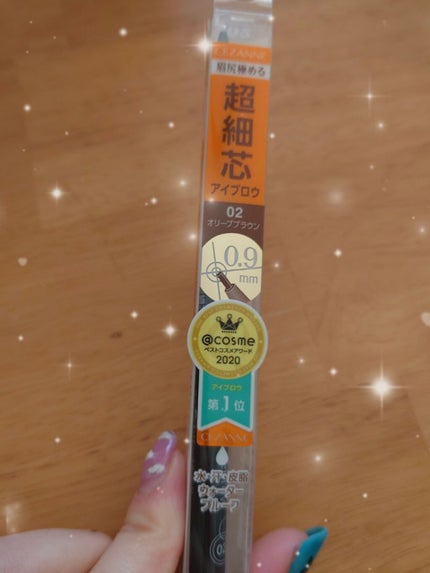 CEZANNE
眉尻極める
超
細
芯
アイブロウ
02
オリーブブラウン
0.9
mm
@cosme
ベストコスメアワード
2020
アイブロウ
第1位
CEZANNE
水・汗・皮脂
ウォーター
プルーフ
02